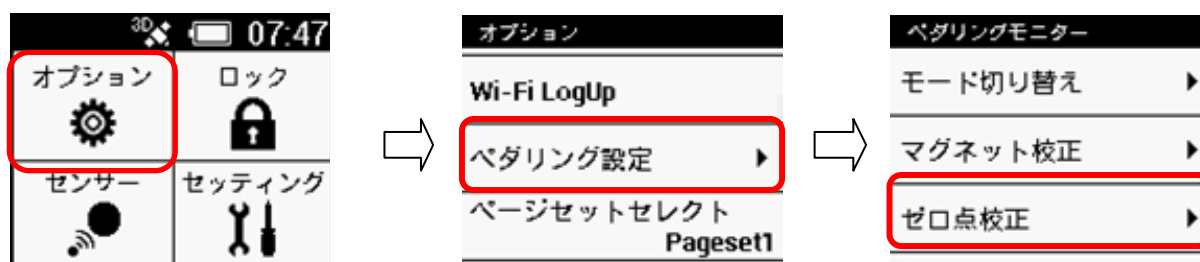 3D 07:47
オプション ロック
センサー セッティング
オプション
Wi-Fi LogUp
ペダリング設定
ページセットセレクト
Pageset1
ペダリングモニター
モード切り替え
マグネット校正
ゼロ点校正